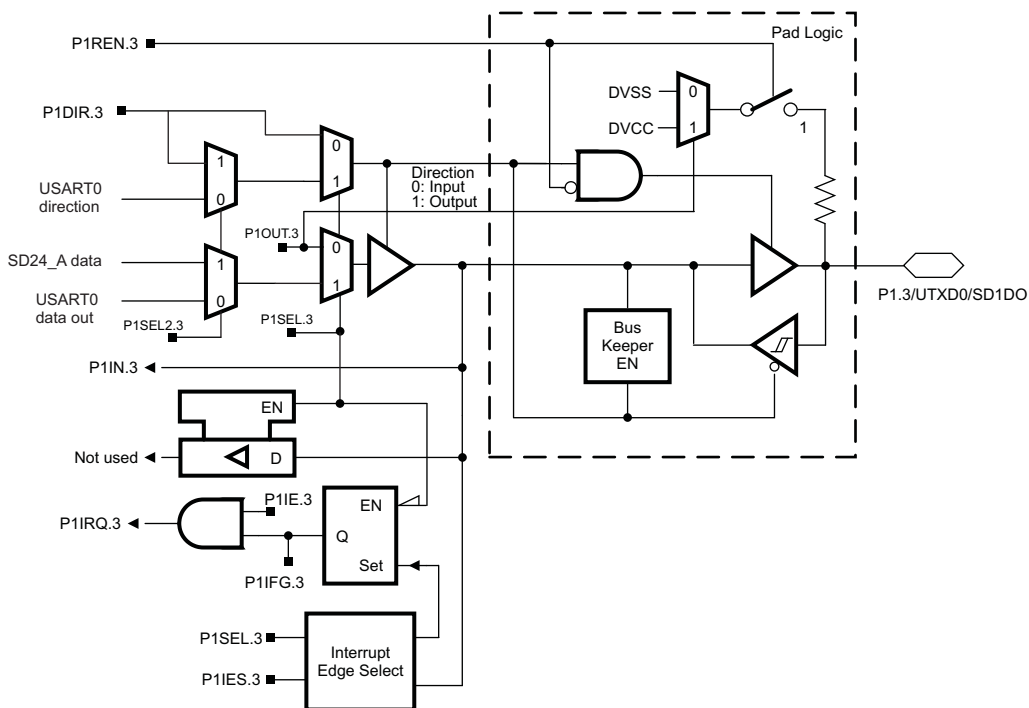 Pad Logic
P1REN.3
DVSS
0
DVCC
1
1
P1DIR.3
0
1
1
0
USART0
direction
Direction
0: Input
1: Output
P1OUT.3
0
1
SD24_A data
1
0
USART0
data out
P1SEL2.3
P1SEL.3
P1.3/UTXD0/SD1DO
Bus
Keeper
EN
P1IN.3
EN
D
Not used
P1IE.3
P1IRQ.3
P1IFG.3
EN
Q
Set
P1SEL.3
P1IES.3
Interrupt
Edge Select